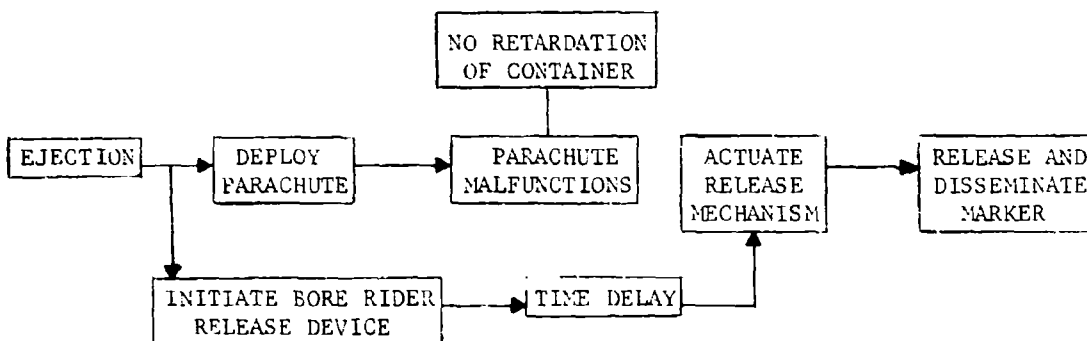 NO RETARDATION
OF CONTAINER
EJECTION
DEPLOY
PARACHUTE
PARACHUTE
MALFUNCTIONS
ACTUATE
RELEASE
MECHANISM
RELEASE AND
DISSEMINATE
MARKER
INITIATE BORE RIDER
RELEASE DEVICE
TIME DELAY